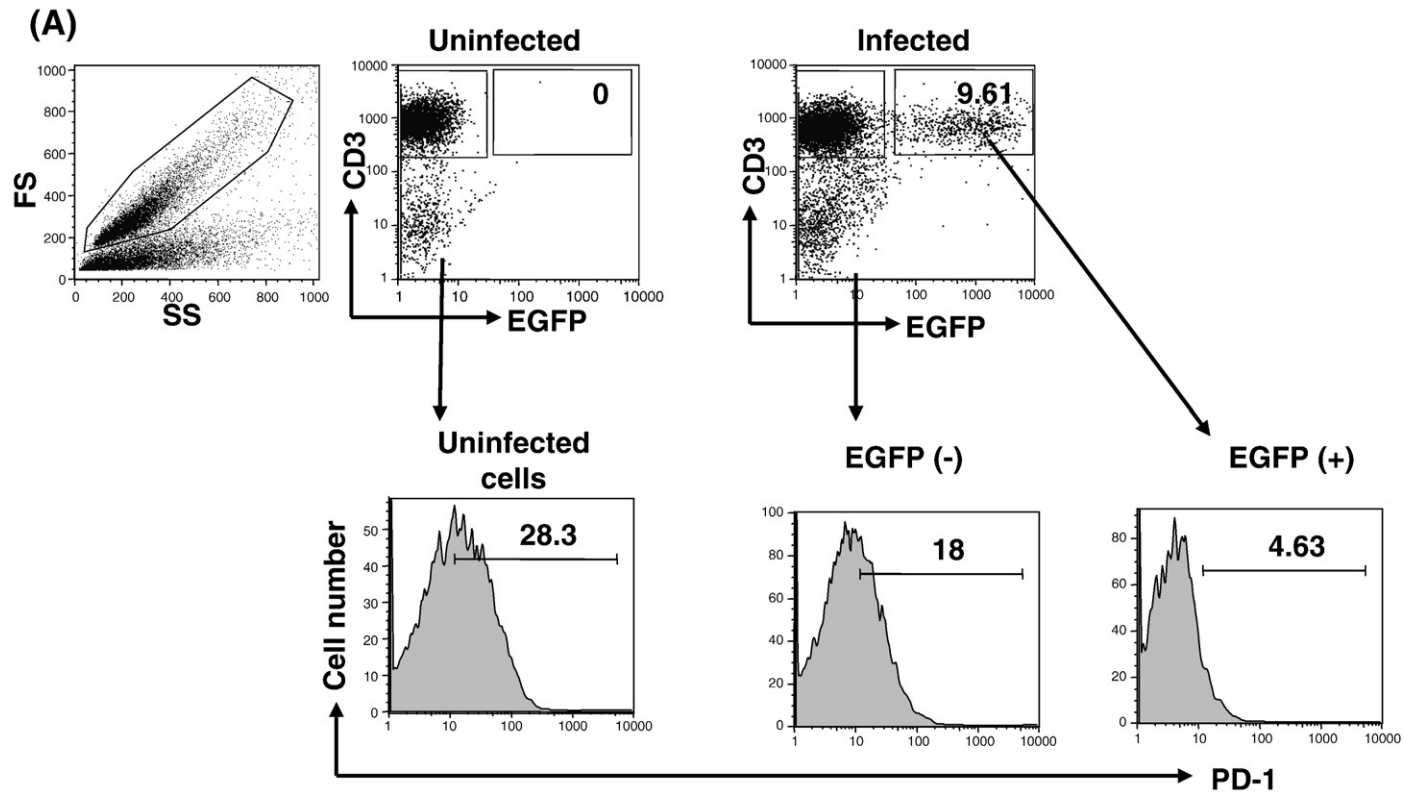 (A)
Uninfected
Infected
1000
800
600
400
200
0
FS
0 200 400 600 800 1000
SS
10000
1000
100
10
1
CD3
0
1 10 100 1000 10000
EGFP
10000
1000
100
10
1
CD3
9.61
1 10 100 1000 10000
EGFP
Uninfected
cells
EGFP (-)
EGFP (+)
Cell number
50
40
30
20
10
0
28.3
1 10 100 1000 10000
100
80
60
40
20
0
18
1 10 100 1000 10000
80
60
40
20
0
4.63
1 10 100 1000 10000
PD-1